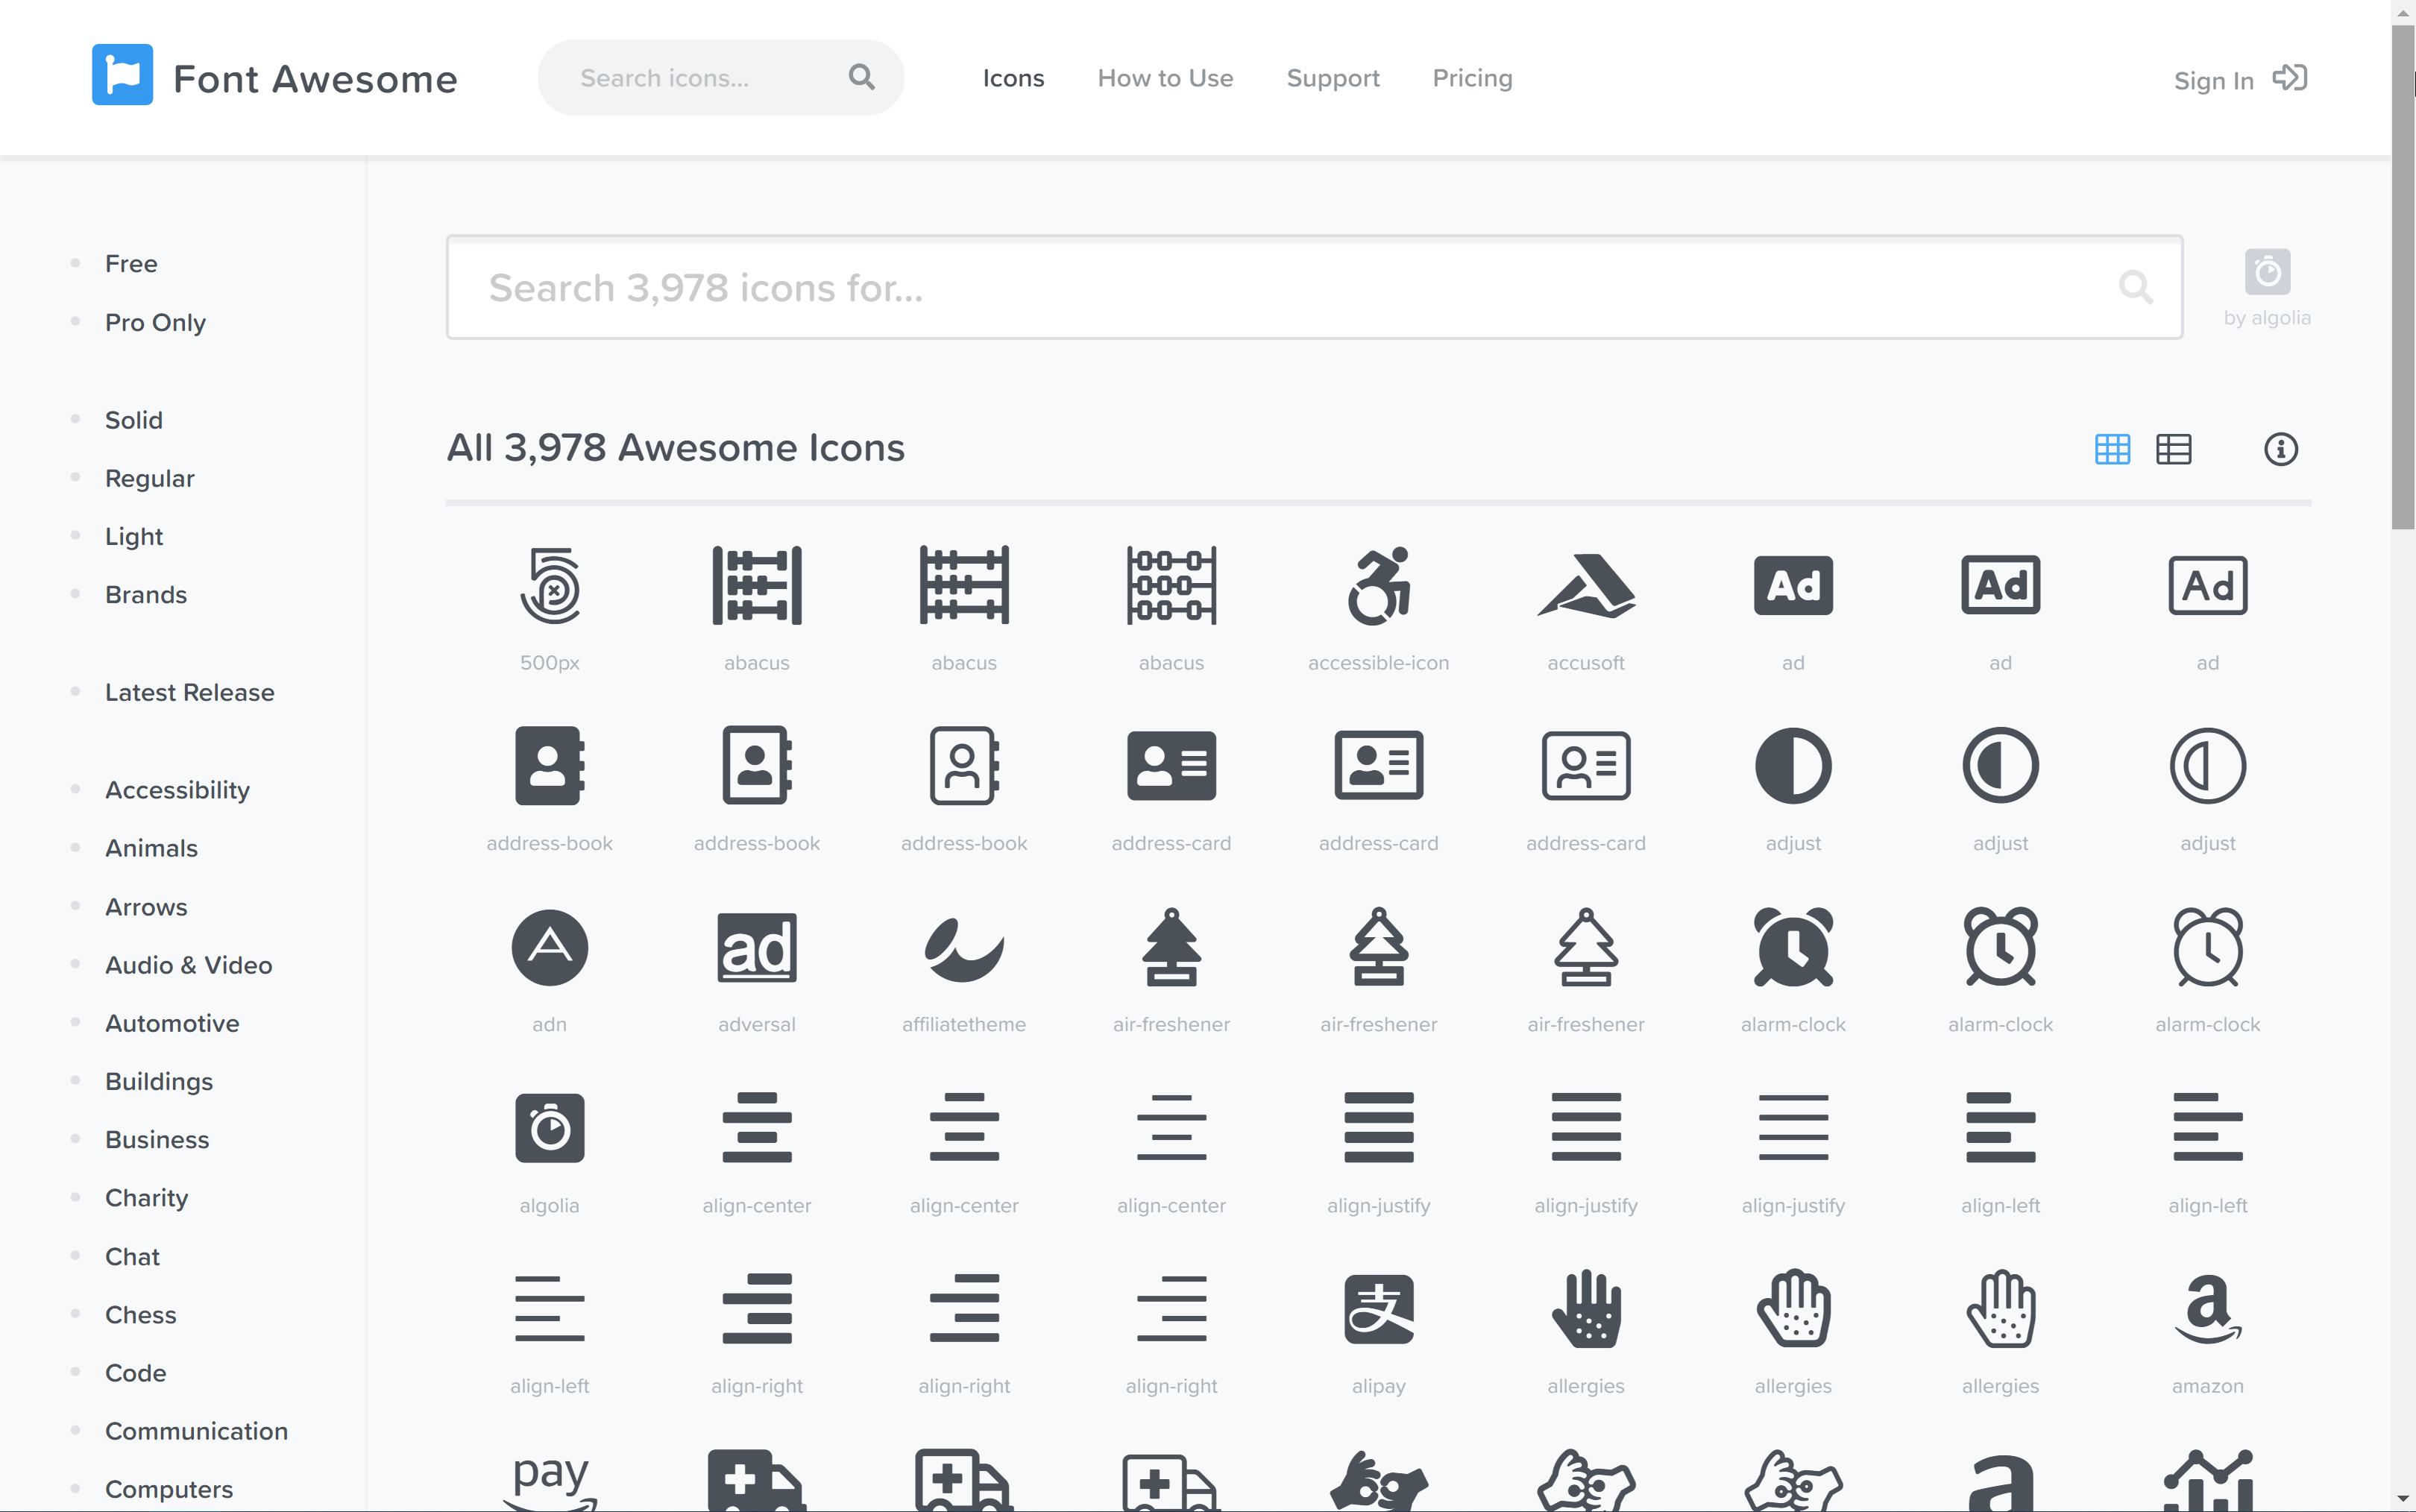 Font Awesome
Search icons...
Icons
How to Use
Support
Pricing
Sign In
Free
Pro Only
Solid
Regular
Light
Brands
Latest Release
Accessibility
Animals
Arrows
Audio & Video
Automotive
Buildings
Business
Charity
Chat
Chess
Code
Communication
Computers
Search 3,978 icons for...
by algolia
All 3,978 Awesome Icons
Ad Ad Ad
500px abacus abacus abacus accessible-icon accusoft ad ad ad
address-book address-book address-book address-card address-card address-card adjust adjust adjust
ad
adn adversal affiliatetheme air-freshener air-freshener air-freshener alarm-clock alarm-clock alarm-clock
algolia align-center align-center align-center align-justify align-justify align-justify align-left align-left
支 a
align-left align-right align-right align-right alipay allergies allergies allergies amazon
pay a